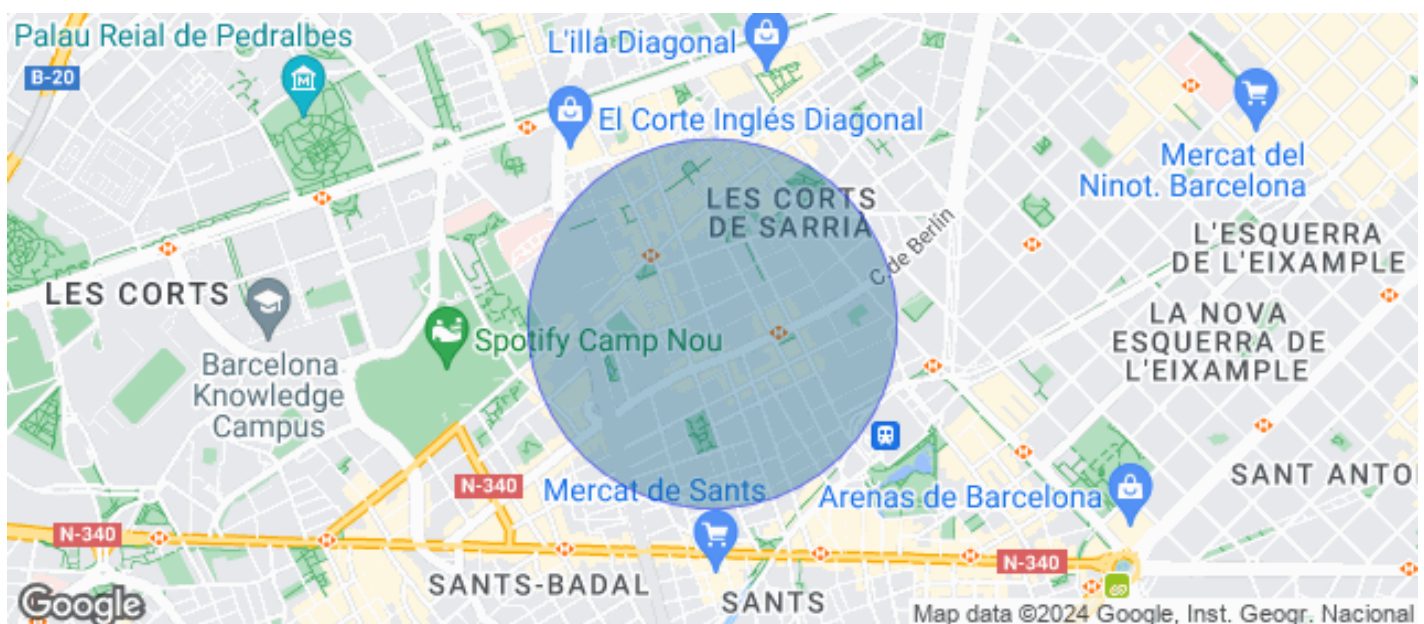 Palau Reial de Pedralbes
B-20
L'illa Diagonal
El Corte Inglés Diagonal
Mercat del
Ninot. Barcelona
LES CORTS
DE SARRIÀ
C. de Berlín
L'ESQUERRA
DE L'EIXAMPLE
LES CORTS
Barcelona
Knowledge
Campus
Spotify Camp Nou
LA NOVA
ESQUERRA DE
L'EIXAMPLE
N-340
Mercat de Sants
Arenas de Barcelona
SANT ANTO
N-340
N-340
SANTS-BADAL
SANTS
Google
Map data ©2024 Google, Inst. Geogr. Nacional